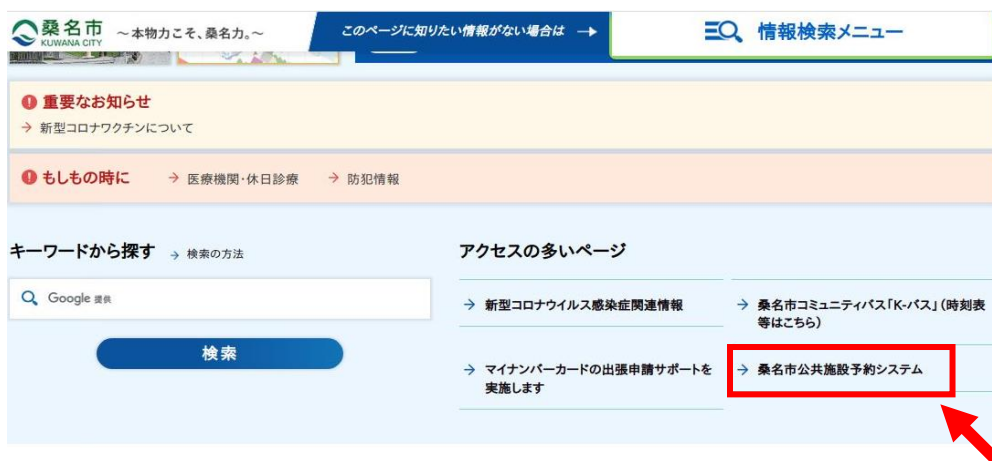 桑名市
KUWANA CITY
～本物力こそ、桑名力。～
このページに知りたい情報がない場合は →
情報検索メニュー
重要なお知らせ
→ 新型コロナワクチンについて
もしもの時に → 医療機関・休日診療 → 防犯情報
キーワードから探す → 検索の方法
Google 提供
検索
アクセスの多いページ
→ 新型コロナウイルス感染症関連情報
→ 桑名市コミュニティバス「K-バス」（時刻表
等はこちら）
→ マイナンバーカードの出張申請サポートを
実施します
→ 桑名市公共施設予約システム